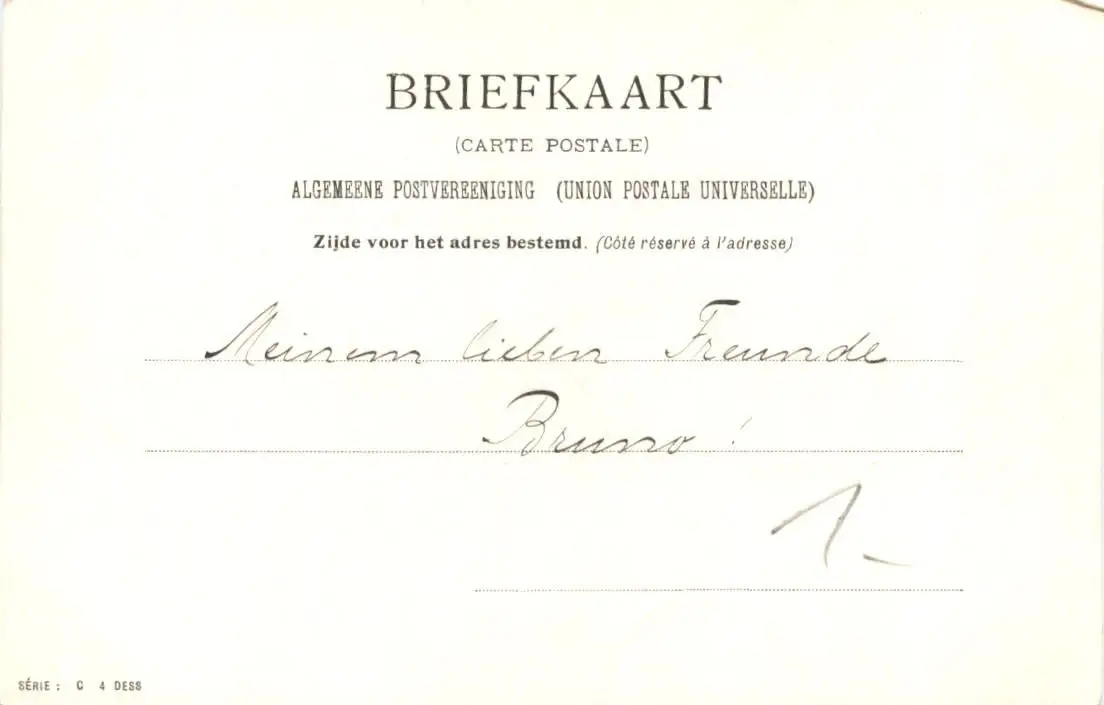 BRIEFKAART
(CARTE POSTALE)
ALGEMEENE POSTVEREENIGING (UNION POSTALE UNIVERSELLE)
Zijde voor het adres bestemd. (Côté réservé à l'adresse)
Meinem lieben Freunde
Bruno!
1-
SÉRIE: C 4 DESS